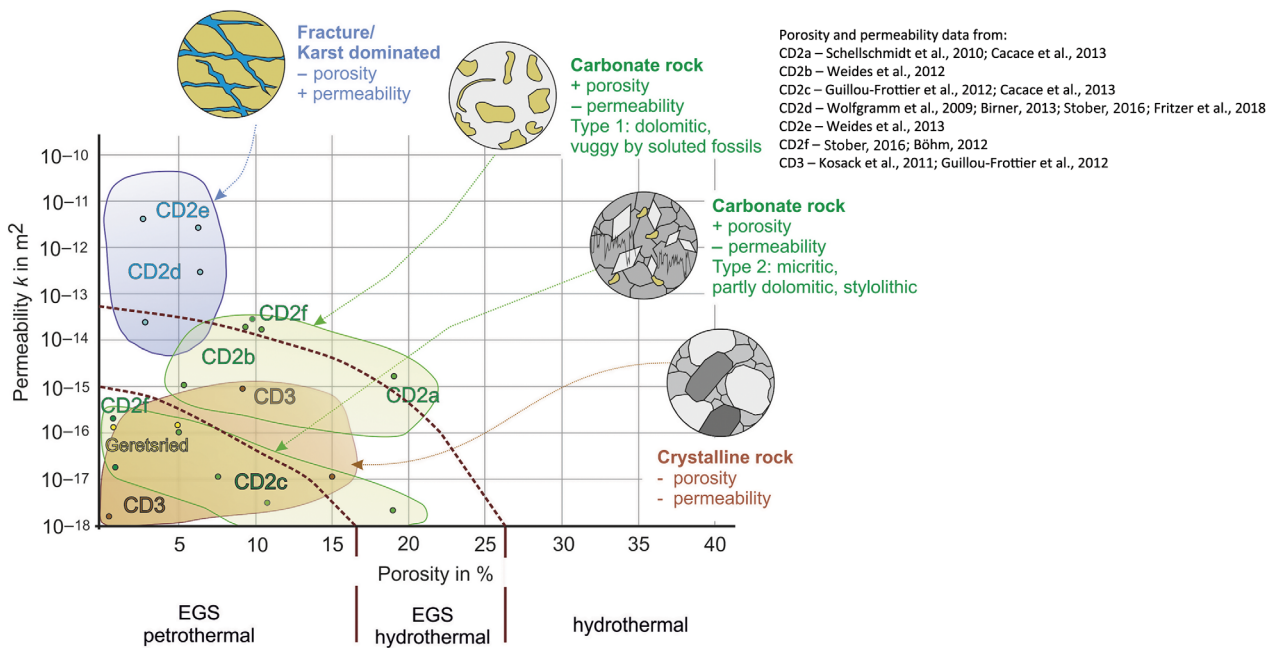 Fracture/
Karst dominated
– porosity
+ permeability
Carbonate rock
+ porosity
– permeability
Type 1: dolomitic,
vuggy by soluted fossils
Porosity and permeability data from:
CD2a – Schellschmidt et al., 2010; Cacace et al., 2013
CD2b – Weides et al., 2012
CD2c – Guillou-Frottier et al., 2012; Cacace et al., 2013
CD2d – Wolfgramm et al., 2009; Birner, 2013; Stober, 2016; Fritzer et al., 2018
CD2e – Weides et al., 2013
CD2f – Stober, 2016; Böhm, 2012
CD3 – Kosack et al., 2011; Guillou-Frottier et al., 2012
Carbonate rock
+ porosity
– permeability
Type 2: micritic,
partly dolomitic, stylolithic
Crystalline rock
- porosity
- permeability
Permeability k in m2
10–10
10–11
10–12
10–13
10–14
10–15
10–16
10–17
10–18
CD2e
CD2d
CD2f
CD2b
CD2a
CD3
CD2f
Geretsried
CD2c
CD3
5 10 15 20 25 30 35 40
Porosity in %
EGS
petrothermal
EGS
hydrothermal
hydrothermal